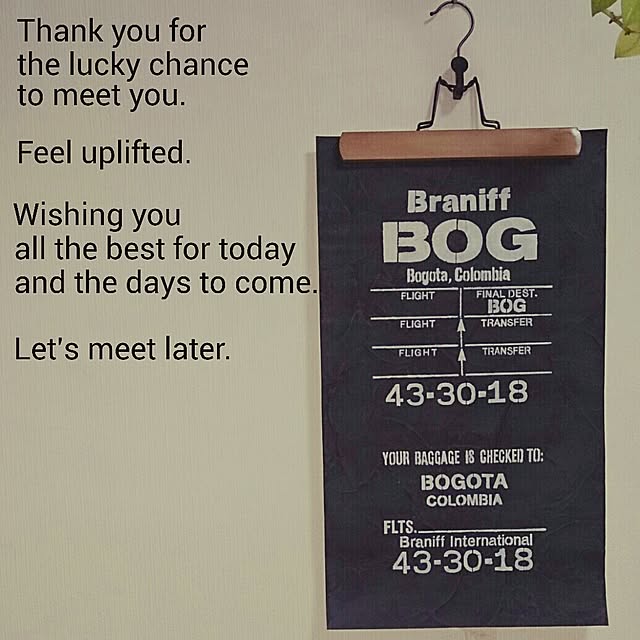 Thank you for
the lucky chance
to meet you.
Feel uplifted.
Wishing you
all the best for today
and the days to come.
Let's meet later.
Braniff
BOG
Bogota, Colombia
FLIGHT FINAL DEST.
BOG
FLIGHT TRANSFER
FLIGHT TRANSFER
43-30-18
YOUR BAGGAGE IS CHECKED TO:
BOGOTA
COLOMBIA
FLTS.
Braniff International
43-30-18